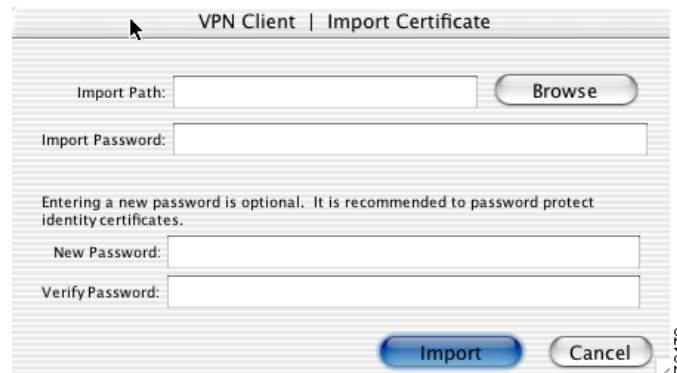 VPN Client | Import Certificate
Import Path:
Browse
Import Password:
Entering a new password is optional. It is recommended to password protect
identity certificates.
New Password:
Verify Password:
Import
Cancel